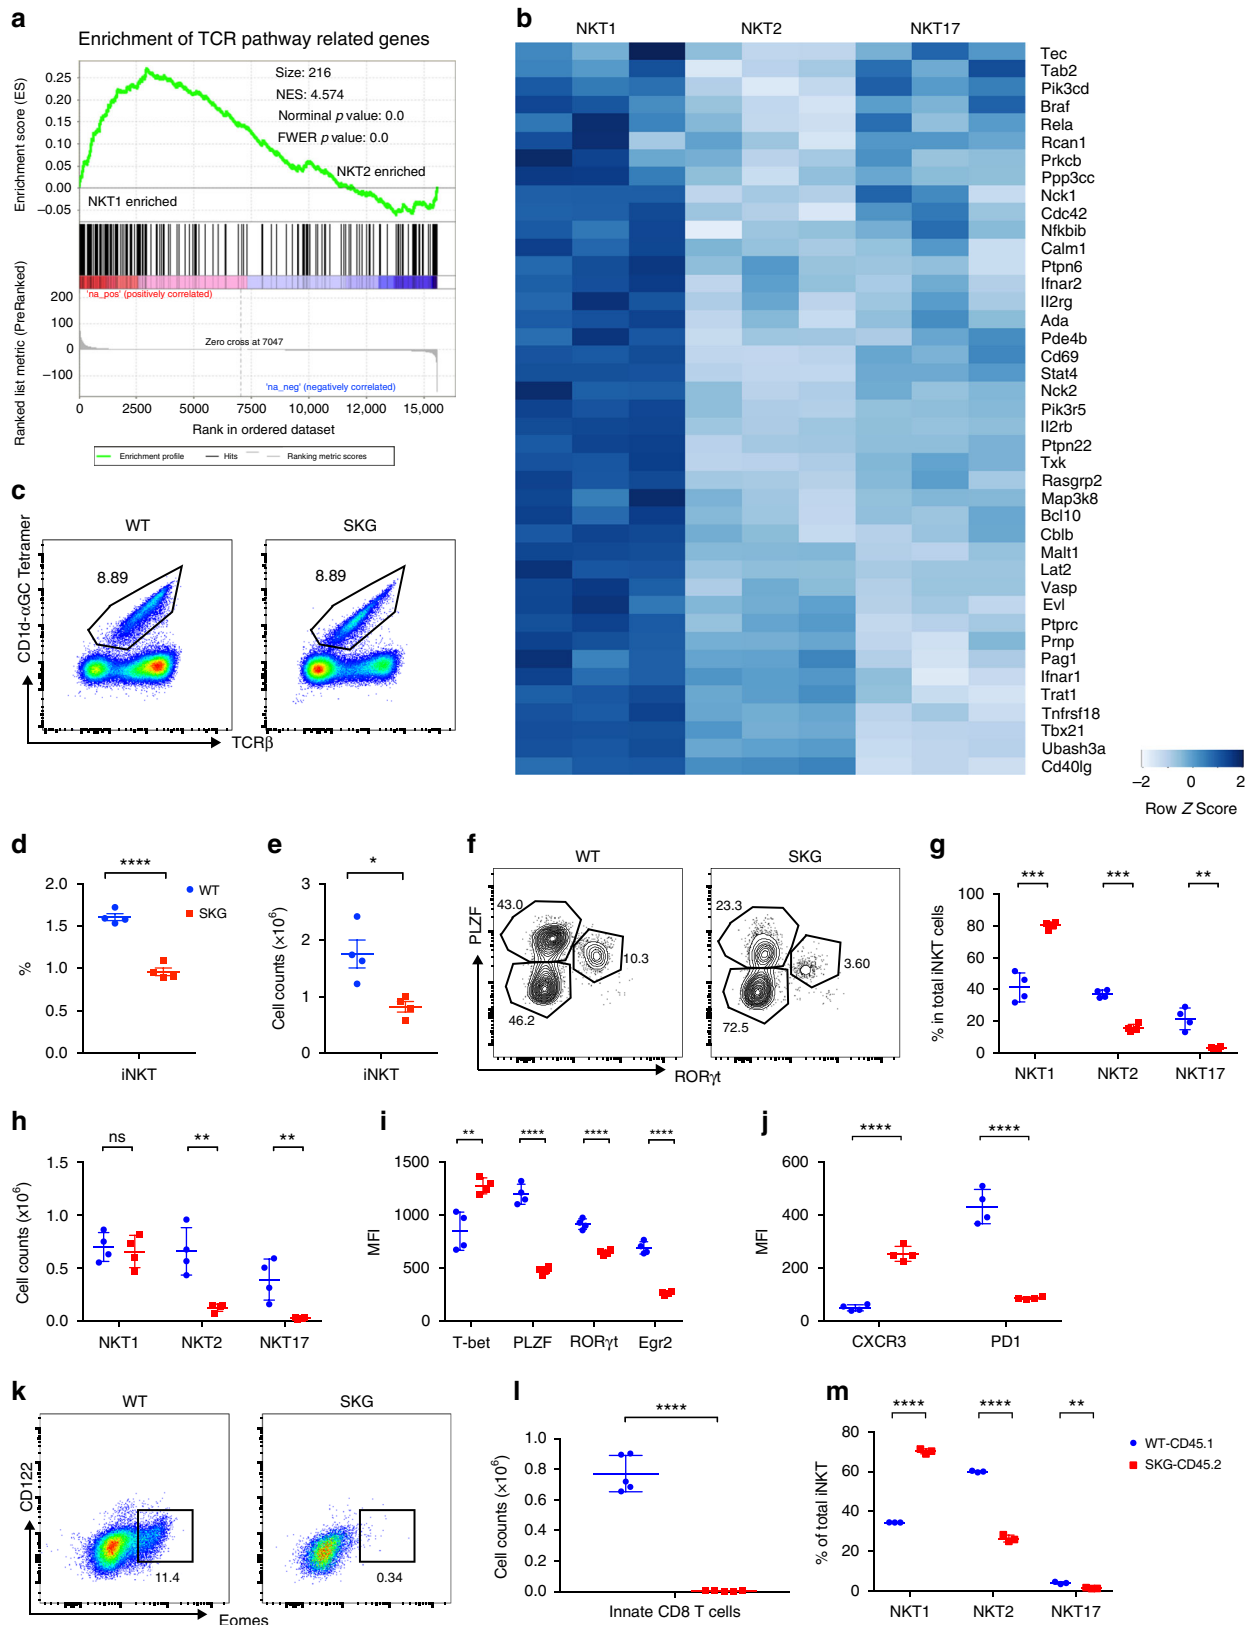 a
Enrichment of TCR pathway related genes
Enrichment score (ES)
0.25
0.20
0.15
0.10
0.05
0.00
−0.05
Size: 216
NES: 4.574
Norminal p value: 0.0
FWER p value: 0.0
NKT2 enriched
NKT1 enriched
'na_pos' (positively correlated)
Ranked list metric (PreRanked)
200
100
0
−100
Zero cross at 7047
'na_neg' (negatively correlated)
0
2500
5000
7500
10,000
12,500
15,000
Rank in ordered dataset
Enrichment profile
Hits
Ranking metric scores
b
NKT1
NKT2
NKT17
Tec
Tab2
Pik3cd
Braf
Rela
Rcan1
Prkcb
Ppp3cc
Nck1
Cdc42
Nfkbib
Calm1
Ptpn6
Ifnar2
Il2rg
Ada
Pde4b
Cd69
Stat4
Nck2
Pik3r5
Il2rb
Ptpn22
Txk
Rasgrp2
Map3k8
Bcl10
Cblb
Malt1
Lat2
Vasp
Evl
Ptprc
Prnp
Pag1
Ifnar1
Trat1
Tnfrsf18
Tbx21
Ubash3a
Cd40lg
−2
0
2
Row Z Score
c
WT
SKG
CD1d-αGC Tetramer
8.89
8.89
TCRβ
d
****
2.0
1.5
1.0
0.5
0.0
%
WT
SKG
iNKT
e
*
Cell counts (×10⁶)
3
2
1
0
iNKT
f
WT
SKG
PLZF
43.0
10.3
46.2
23.3
3.60
72.5
RORγt
g
***
***
**
% in total iNKT cells
100
80
60
40
20
0
NKT1
NKT2
NKT17
h
ns
**
**
Cell counts (x10⁶)
1.5
1.0
0.5
0.0
NKT1
NKT2
NKT17
i
**
****
****
****
MFI
1500
1000
500
0
T-bet
PLZF
RORγt
Egr2
j
****
****
MFI
600
400
200
0
CXCR3
PD1
k
WT
SKG
CD122
11.4
0.34
Eomes
l
****
Cell counts (×10⁶)
1.0
0.8
0.6
0.4
0.2
0.0
Innate CD8 T cells
m
****
****
**
% of total iNKT
80
60
40
20
0
NKT1
NKT2
NKT17
WT-CD45.1
SKG-CD45.2